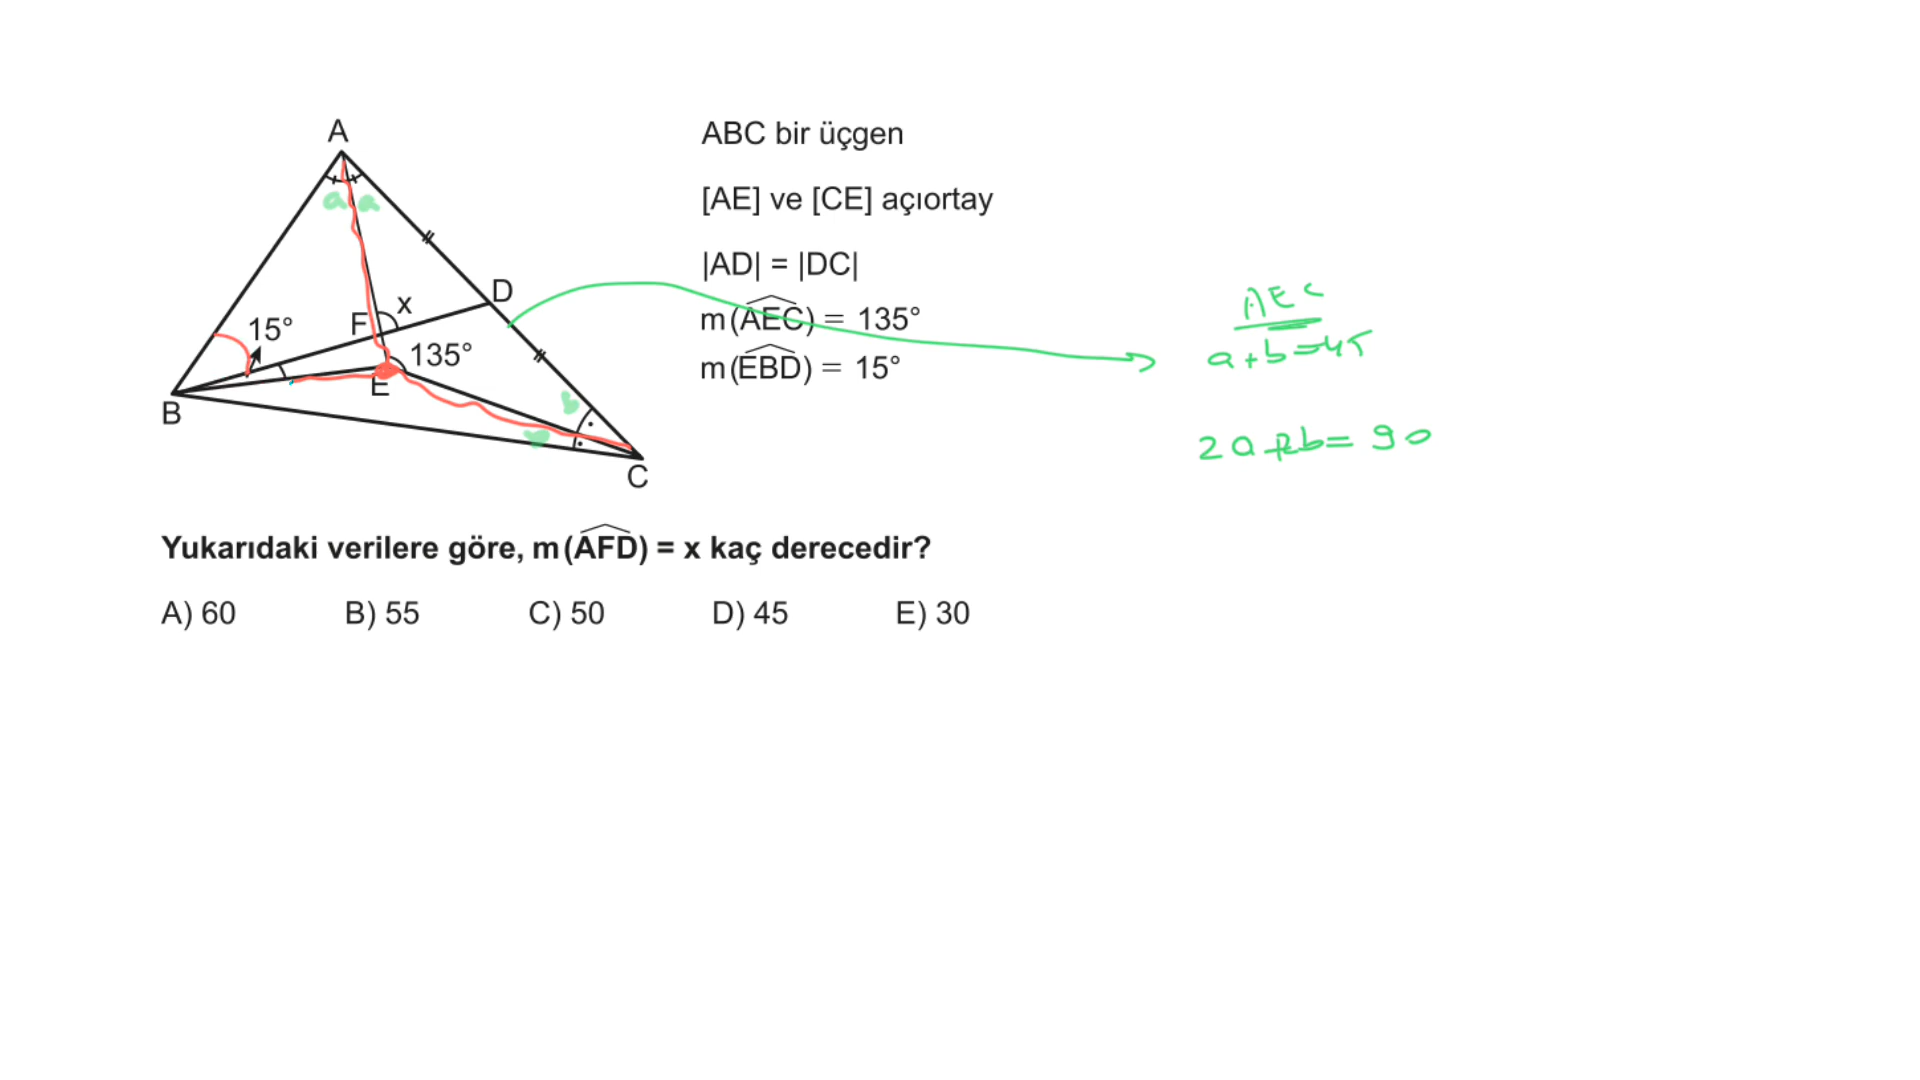 A
a a
D
x
F
15°
135°
E
B
b
C
ABC bir üçgen
[AE] ve [CE] açıortay
|AD| = |DC|
m(AEC) = 135°
m(EBD) = 15°
AEC
a+b=45
2a+2b=90
Yukarıdaki verilere göre, m(AFD) = x kaç derecedir?
A) 60 B) 55 C) 50 D) 45 E) 30